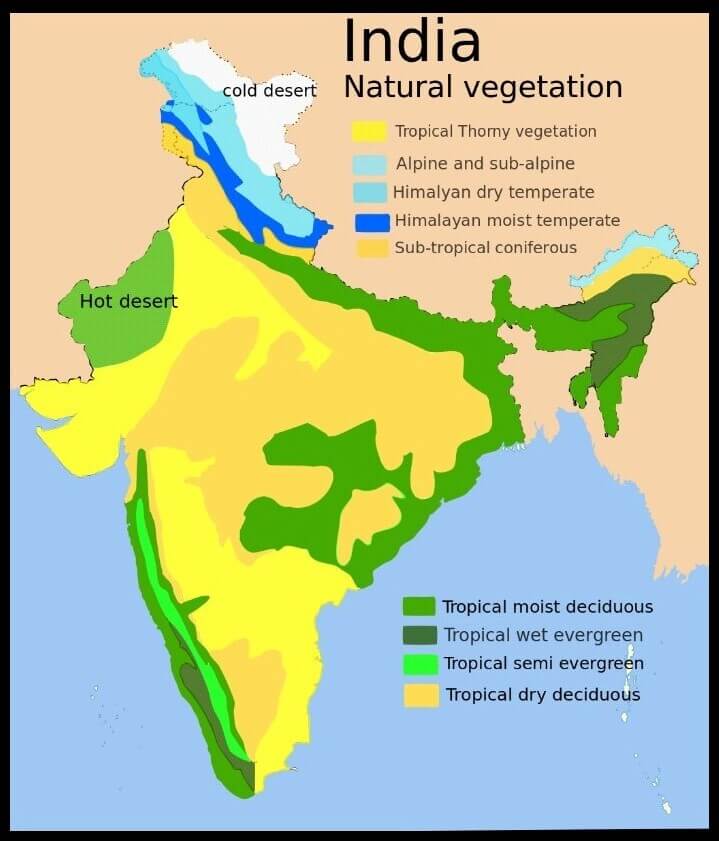 India
Natural vegetation
cold desert
Tropical Thorny vegetation
Alpine and sub-alpine
Himalyan dry temperate
Himalayan moist temperate
Sub-tropical coniferous
Hot desert
Tropical moist deciduous
Tropical wet evergreen
Tropical semi evergreen
Tropical dry deciduous